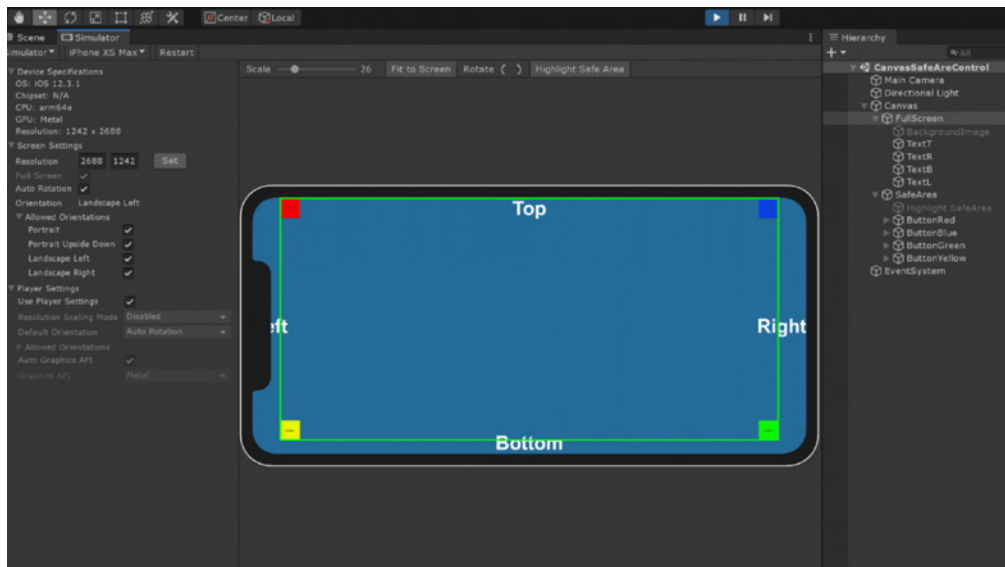 Center Local
Scene Simulator
Simulator iPhone XS Max Restart
Scale 26 Fit to Screen Rotate Highlight Safe Area
Device Specifications
OS: iOS 12.3.1
Chipset: N/A
CPU: arm64e
GPU: Metal
Resolution: 1242 x 2688
Screen Settings
Resolution 2688 1242 Set
Full Screen
Auto Rotation
Orientation Landscape Left
Allowed Orientations
Portrait
Portrait Upside Down
Landscape Left
Landscape Right
Player Settings
Use Player Settings
Resolution Scaling Mode Disabled
Default Orientation Auto Rotation
Allowed Orientations
Auto Graphics API
Graphics API Metal
Top
eft
Right
Bottom
Hierarchy
All
CanvasSafeAreControl
Main Camera
Directional Light
Canvas
FullScreen
BackgroundImage
TextT
TextR
TextB
TextL
SafeArea
Highlight SafeArea
ButtonRed
ButtonBlue
ButtonGreen
ButtonYellow
EventSystem